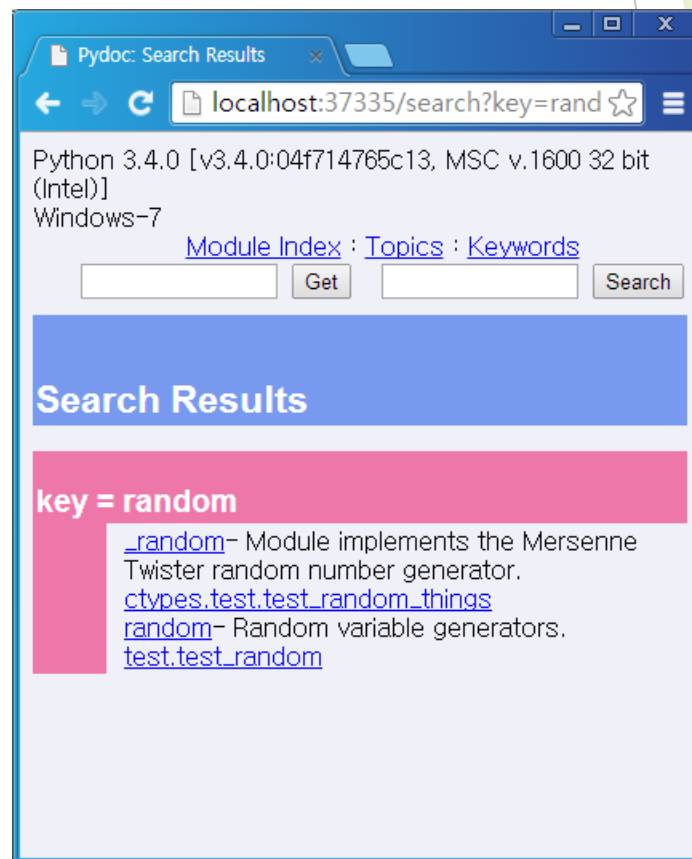 Pydoc: Search Results
localhost:37335/search?key=rand
Python 3.4.0 [v3.4.0:04f714765c13, MSC v.1600 32 bit
(Intel)]
Windows-7
Module Index : Topics : Keywords
Get Search
Search Results
key = random
_random- Module implements the Mersenne
Twister random number generator.
ctypes.test.test_random_things
random- Random variable generators.
test.test_random